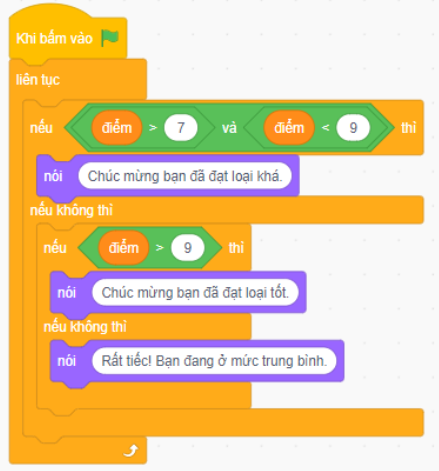 Khi bấm vào
liên tục
nếu điểm > 7 và điểm < 9 thì
nói Chúc mừng bạn đã đạt loại khá.
nếu không thì
nếu điểm > 9 thì
nói Chúc mừng bạn đã đạt loại tốt.
nếu không thì
nói Rất tiếc! Bạn đang ở mức trung bình.